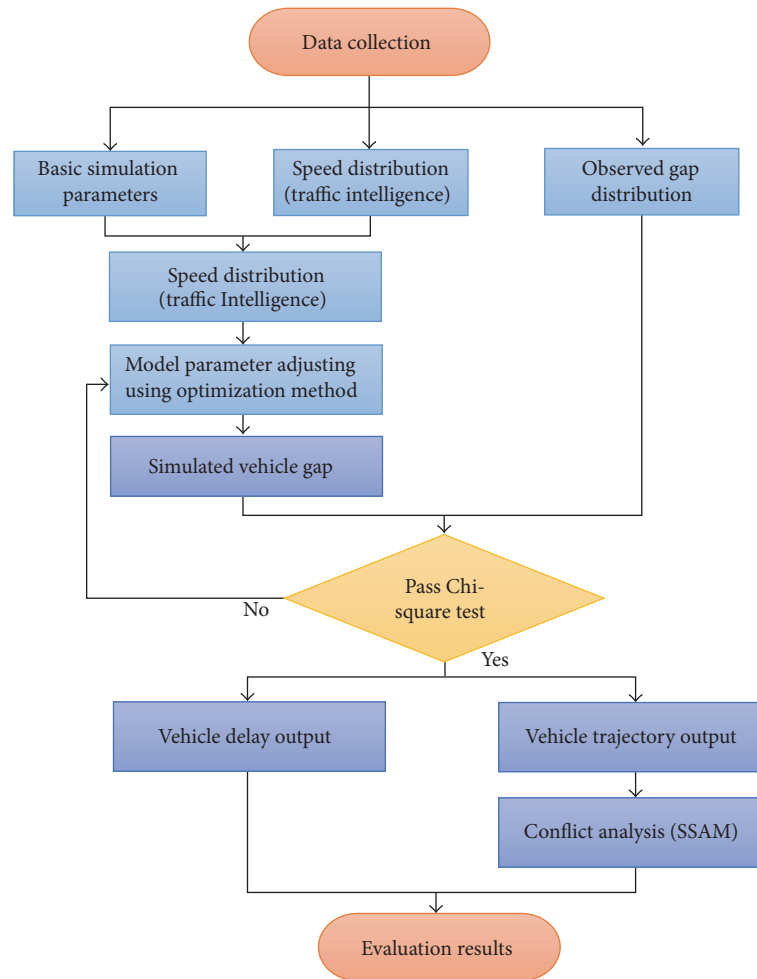 Data collection
Basic simulation
parameters
Speed distribution
(traffic intelligence)
Observed gap
distribution
Speed distribution
(traffic Intelligence)
Model parameter adjusting
using optimization method
Simulated vehicle gap
Pass Chi-
square test
No
Yes
Vehicle delay output
Vehicle trajectory output
Conflict analysis (SSAM)
Evaluation results